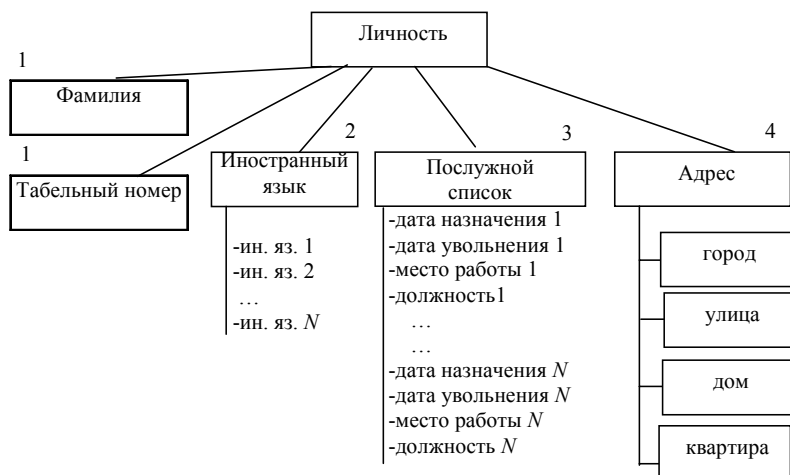 Личность
1
Фамилия
1
Табельный номер
2
Иностранный
язык
-ин. яз. 1
-ин. яз. 2
…
-ин. яз. N
3
Послужной
список
-дата назначения 1
-дата увольнения 1
-место работы 1
-должность1
…
…
-дата назначения N
-дата увольнения N
-место работы N
-должность N
4
Адрес
город
улица
дом
квартира